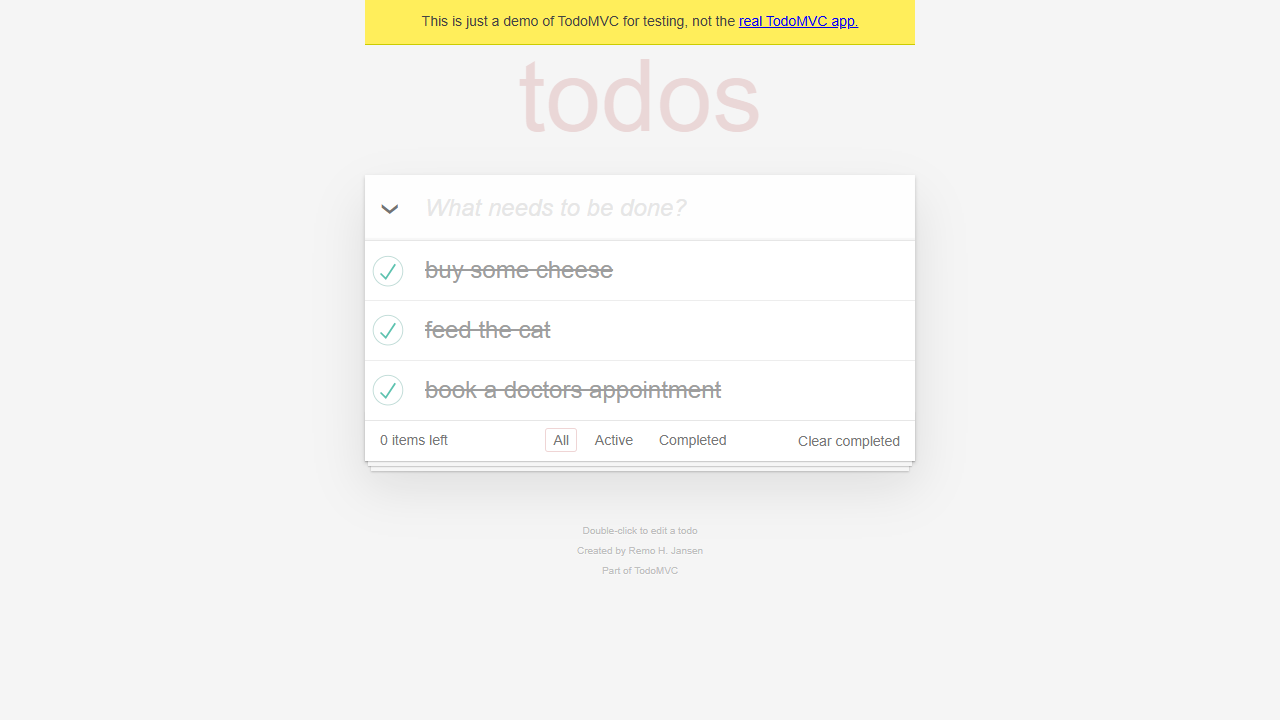 This is just a demo of TodoMVC for testing, not the real TodoMVC app.
todos
What needs to be done?
buy some cheese
feed the cat
book a doctors appointment
0 items left All Active Completed Clear completed
Double-click to edit a todo
Created by Remo H. Jansen
Part of TodoMVC